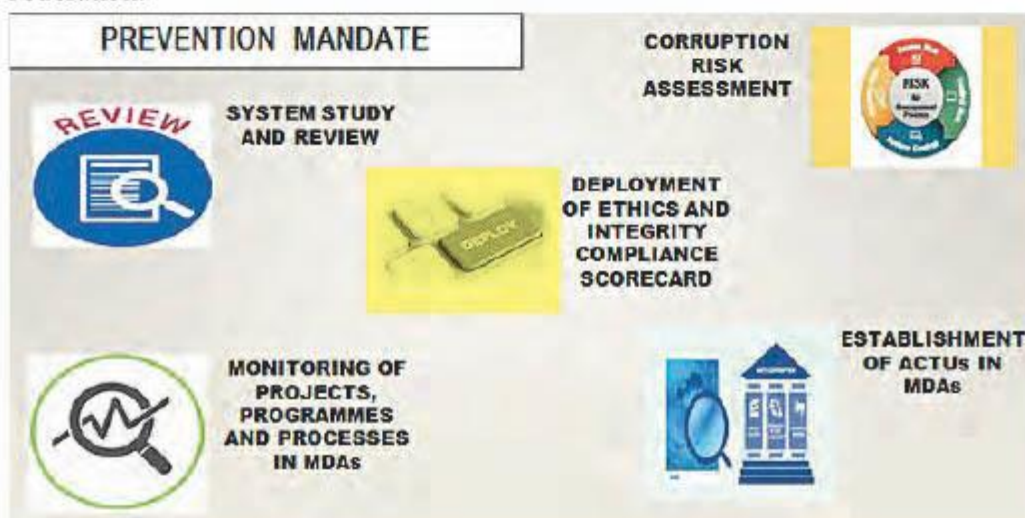 PREVENTION MANDATE
CORRUPTION
RISK
ASSESSMENT
RISK
REVIEW
SYSTEM STUDY
AND REVIEW
DEPLOY
DEPLOYMENT
OF ETHICS AND
INTEGRITY
COMPLIANCE
SCORECARD
MONITORING OF
PROJECTS,
PROGRAMMES
AND PROCESSES
IN MDAs
ESTABLISHMENT
OF ACTUs IN
MDAs